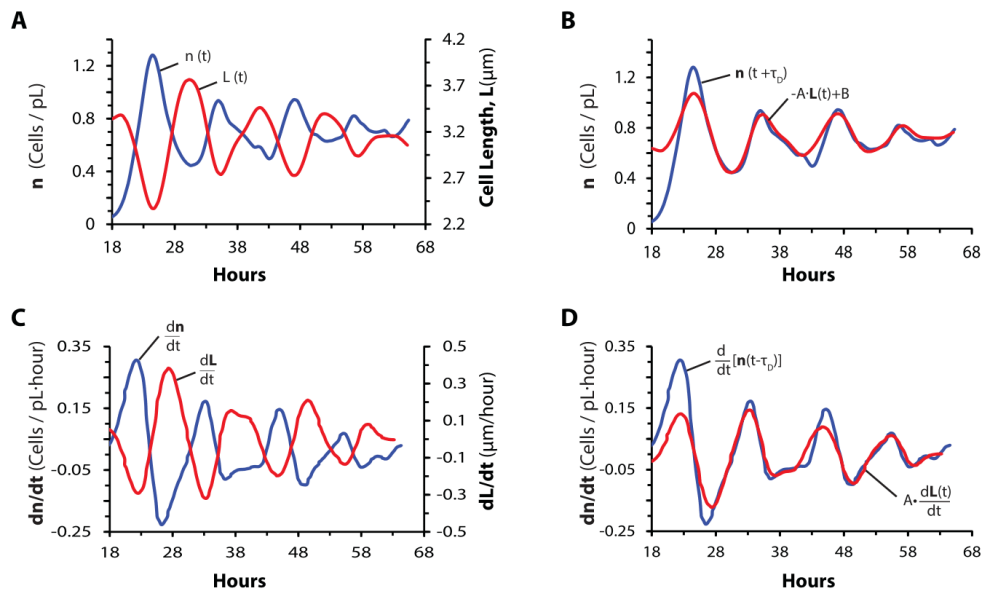 A
n (t)
L (t)
n (Cells / pL)
1.2
0.8
0.4
0
4.2
3.7
3.2
2.7
2.2
Cell Length, L(μm)
18 28 38 48 58 68
Hours
B
n (t +τD)
-A·L(t)+B
n (Cells / pL)
1.2
0.8
0.4
0
18 28 38 48 58 68
Hours
C
dn
dt
dL
dt
dn/dt (Cells / pL·hour)
0.35
0.15
-0.05
-0.25
0.5
0.3
0.1
-0.1
-0.3
-0.5
dL/dt (μm/hour)
18 28 38 48 58 68
Hours
D
d
dt
[n(t-τD)]
A• dL(t)
dt
dn/dt (Cells / pL·hour)
0.35
0.15
-0.05
-0.25
18 28 38 48 58 68
Hours